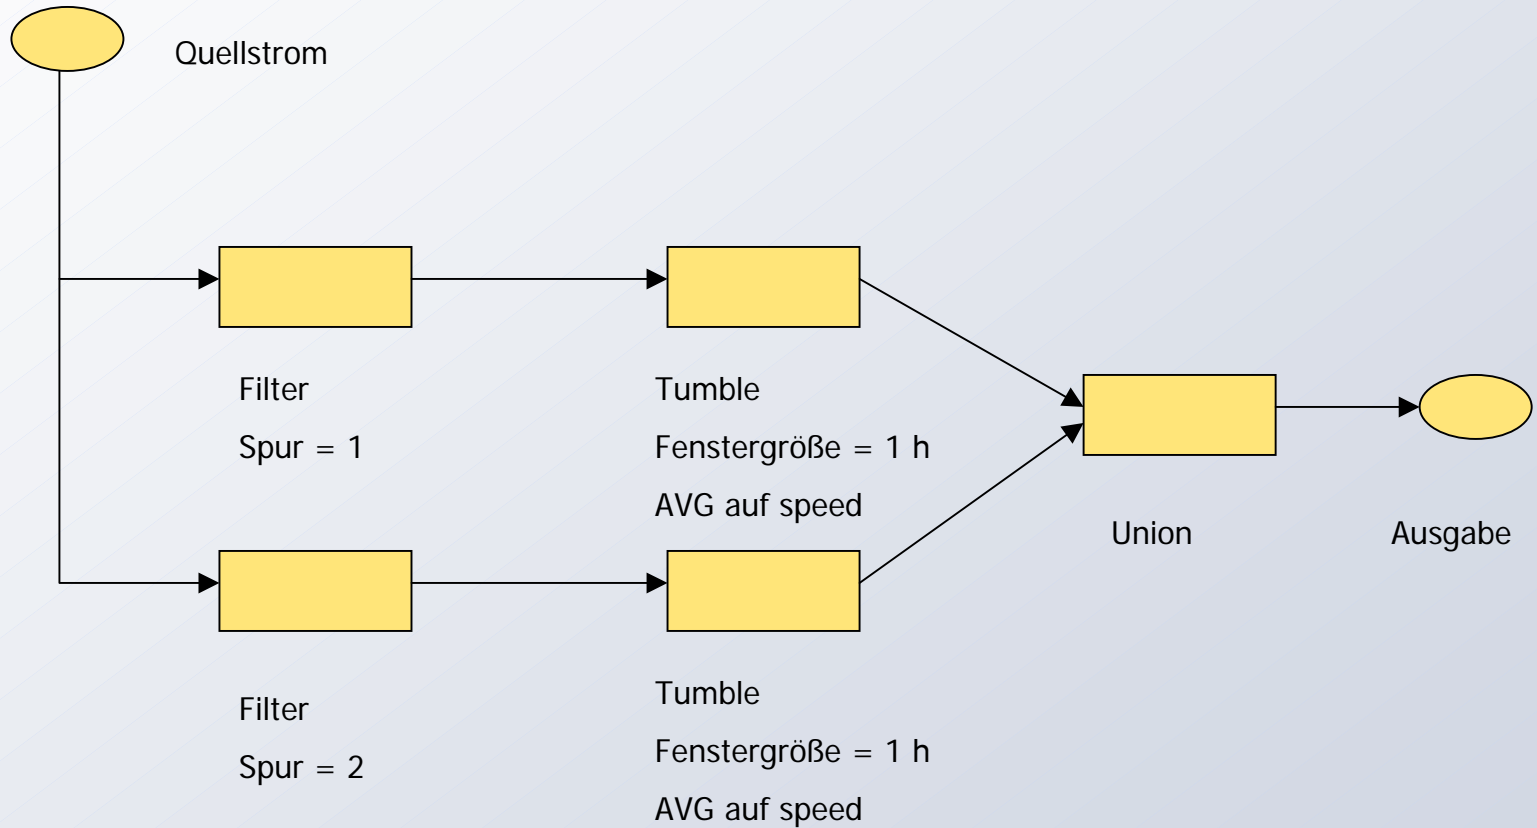 Quellstrom
Filter
Spur = 1
Tumble
Fenstergröße = 1 h
AVG auf speed
Union
Ausgabe
Filter
Spur = 2
Tumble
Fenstergröße = 1 h
AVG auf speed